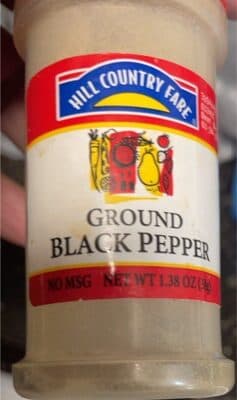 HILL COUNTRY FARE
GROUND
BLACK PEPPER
NO MSG NET WT 1.38 OZ